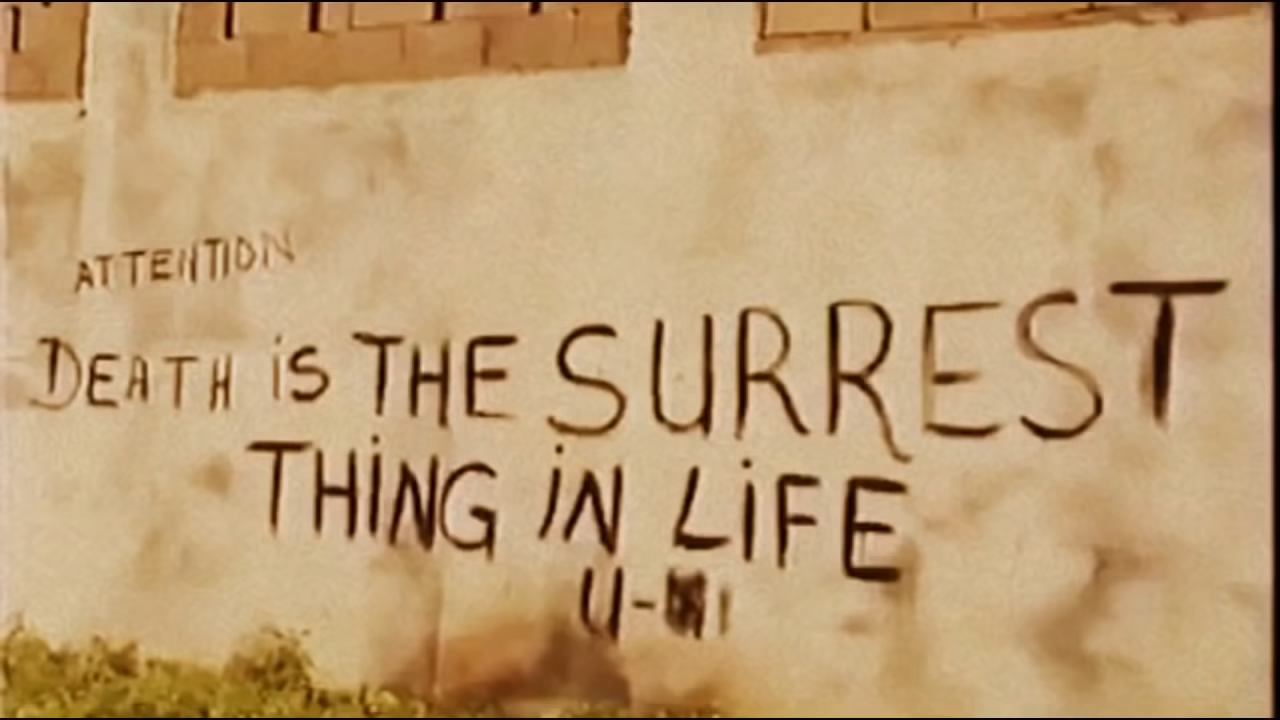 ATTENTION
DEATH iS THE SURREST
THiNG iN LiFE